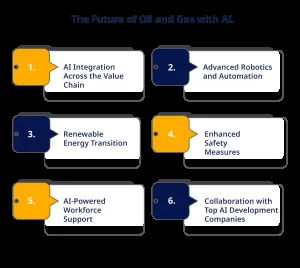 The Future of Oil and Gas with AI
1.
AI Integration
Across the Value
Chain
2.
Advanced Robotics
and Automation
3.
Renewable
Energy Transition
4.
Enhanced
Safety
Measures
5.
AI-Powered
Workforce
Support
6.
Collaboration with
Top AI Development
Companies